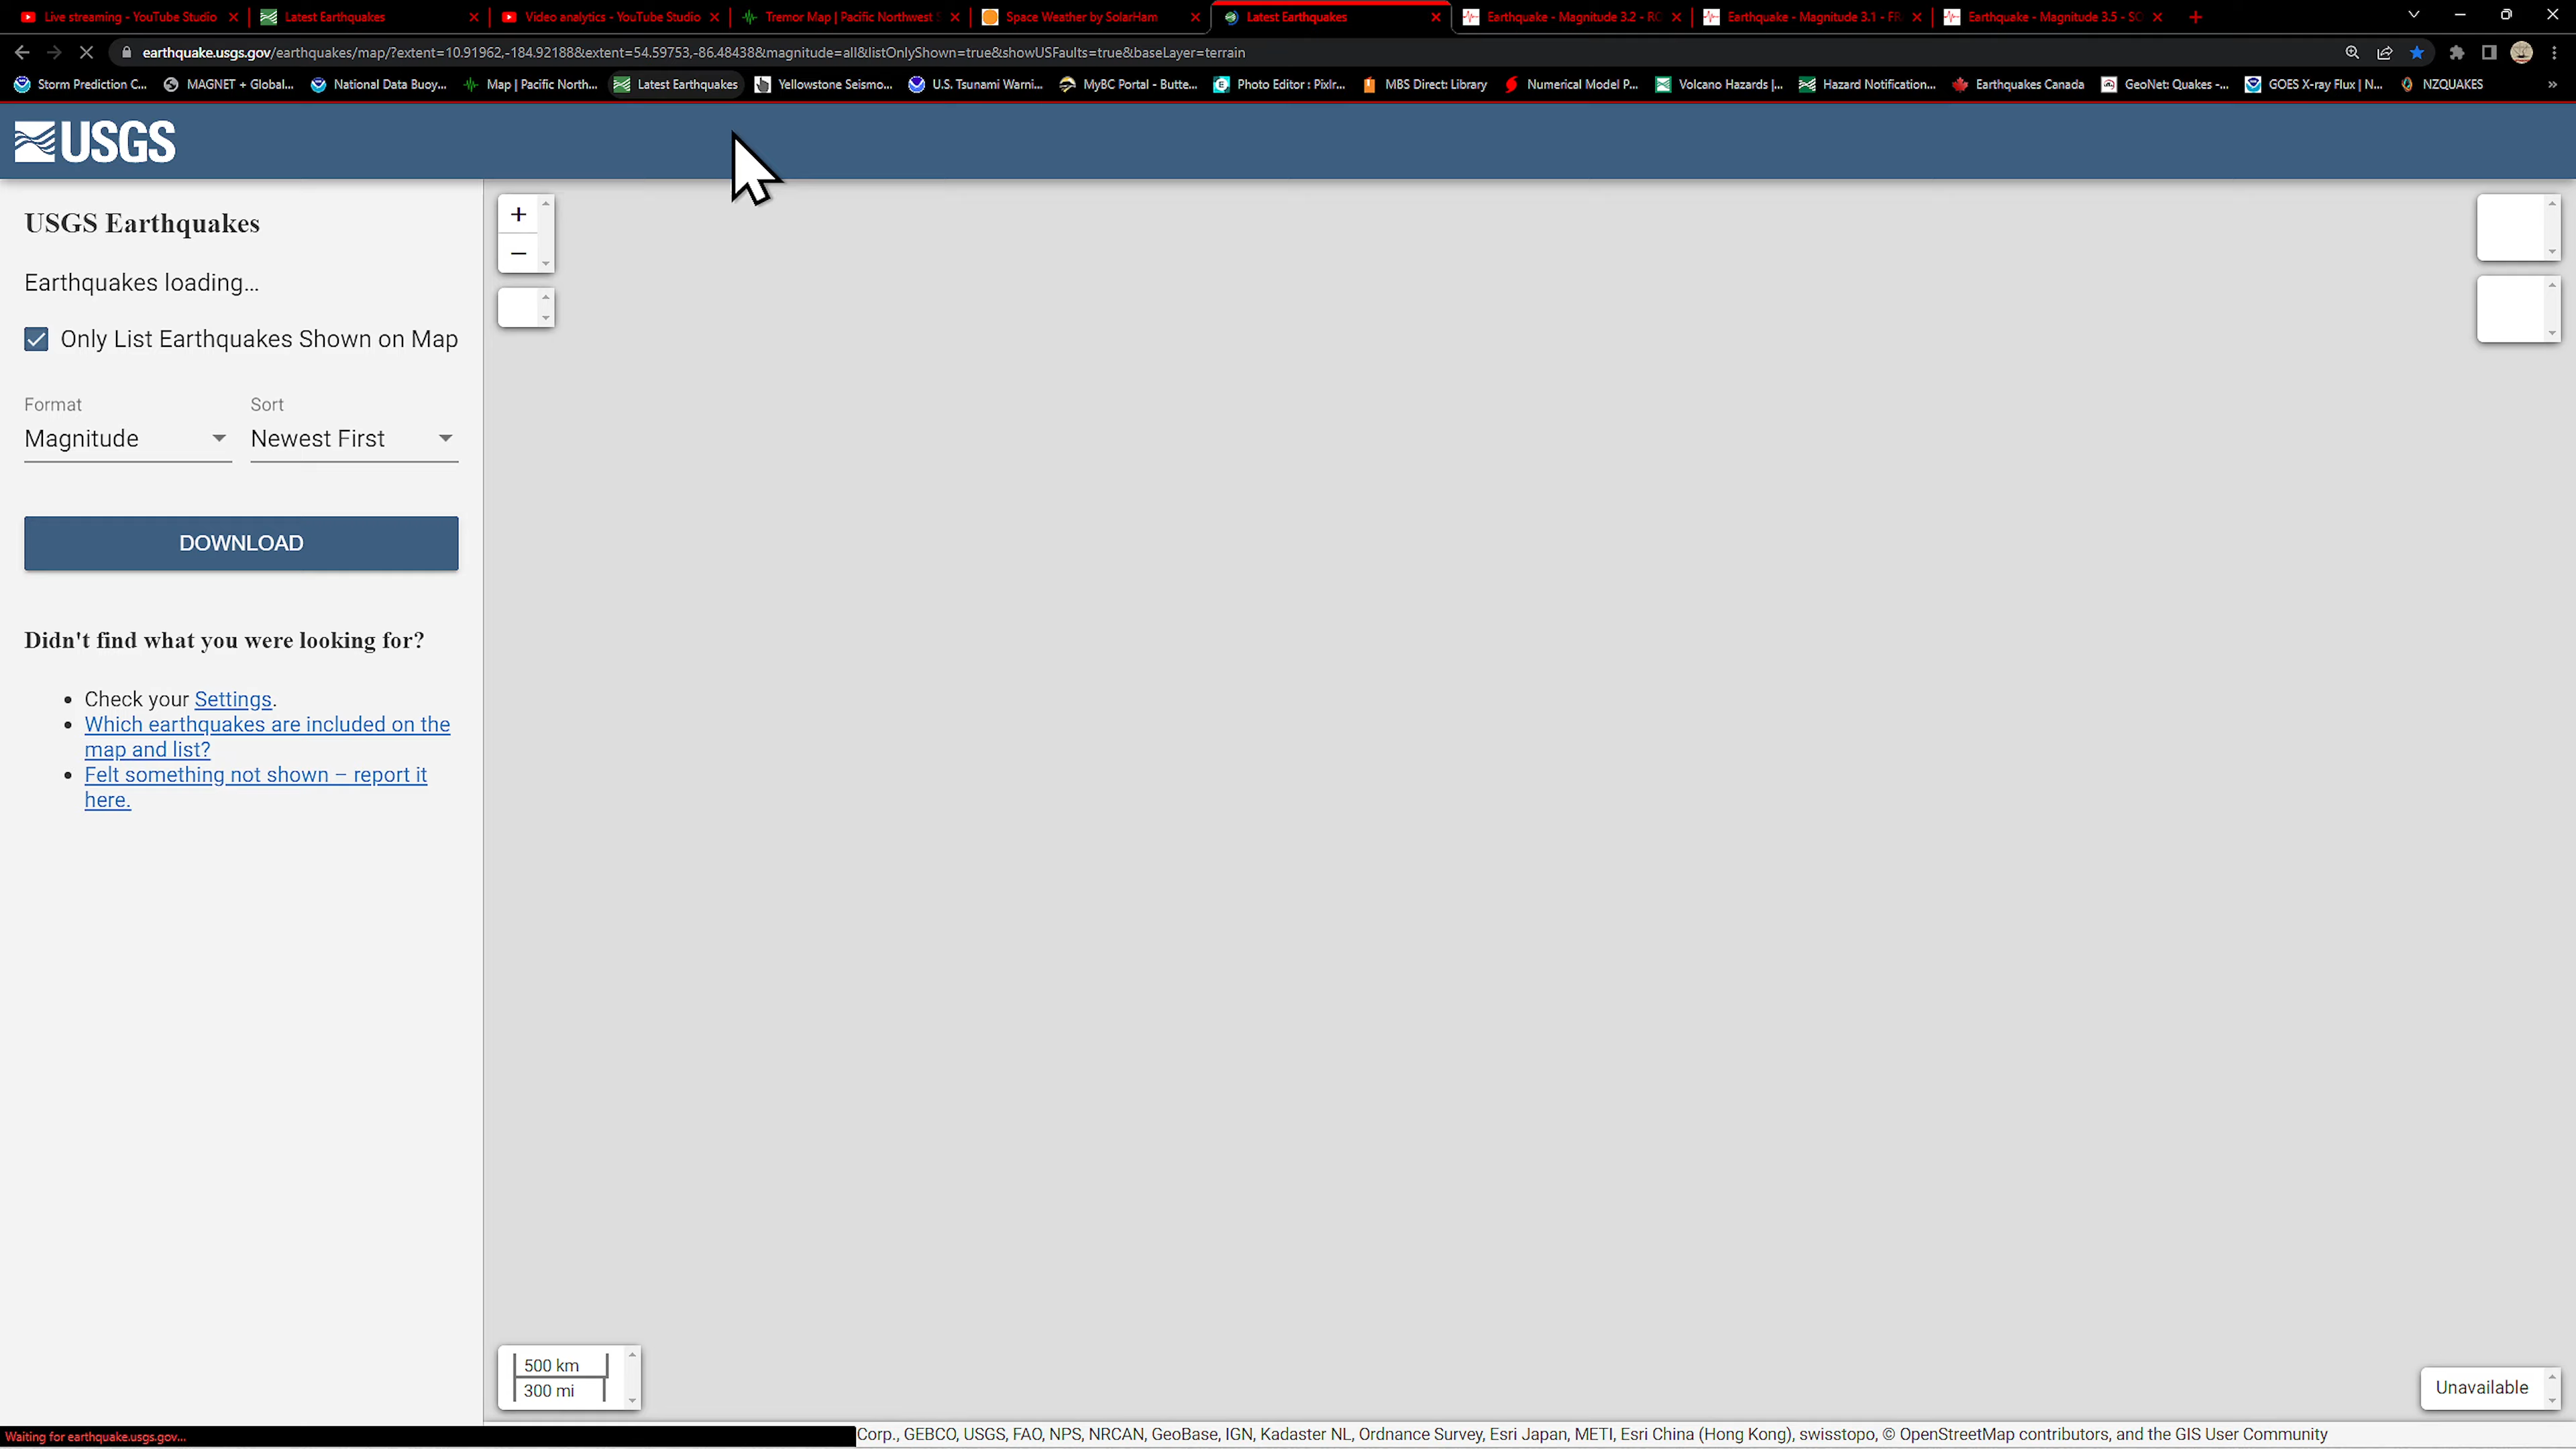 Live streaming - YouTube Studio
Latest Earthquakes
Video analytics - YouTube Studio
Tremor Map | Pacific Northwest
Space Weather by SolarHam
Latest Earthquakes
Earthquake - Magnitude 3.2 - RO
Earthquake - Magnitude 3.1 - FR
Earthquake - Magnitude 3.5 - SO
earthquake.usgs.gov/earthquakes/map/?extent=10.91962,-184.92188&extent=54.59753,-86.48438&magnitude=all&listOnlyShown=true&showUSFaults=true&baseLayer=terrain
Storm Prediction C...
MAGNET + Global...
National Data Buoy...
Map | Pacific North...
Latest Earthquakes
Yellowstone Seismo...
U.S. Tsunami Warni...
MyBC Portal - Butte...
Photo Editor : Pixlr...
MBS Direct: Library
Numerical Model P...
Volcano Hazards |...
Hazard Notification...
Earthquakes Canada
GeoNet: Quakes -...
GOES X-ray Flux | N...
NZQUAKES
»
USGS
USGS Earthquakes
Earthquakes loading...
Only List Earthquakes Shown on Map
Format
Sort
Magnitude
Newest First
DOWNLOAD
Didn't find what you were looking for?
• Check your Settings.
• Which earthquakes are included on the
map and list?
• Felt something not shown – report it
here.
+
−
500 km
300 mi
Unavailable
Waiting for earthquake.usgs.gov...
Corp., GEBCO, USGS, FAO, NPS, NRCAN, GeoBase, IGN, Kadaster NL, Ordnance Survey, Esri Japan, METI, Esri China (Hong Kong), swisstopo, © OpenStreetMap contributors, and the GIS User Community